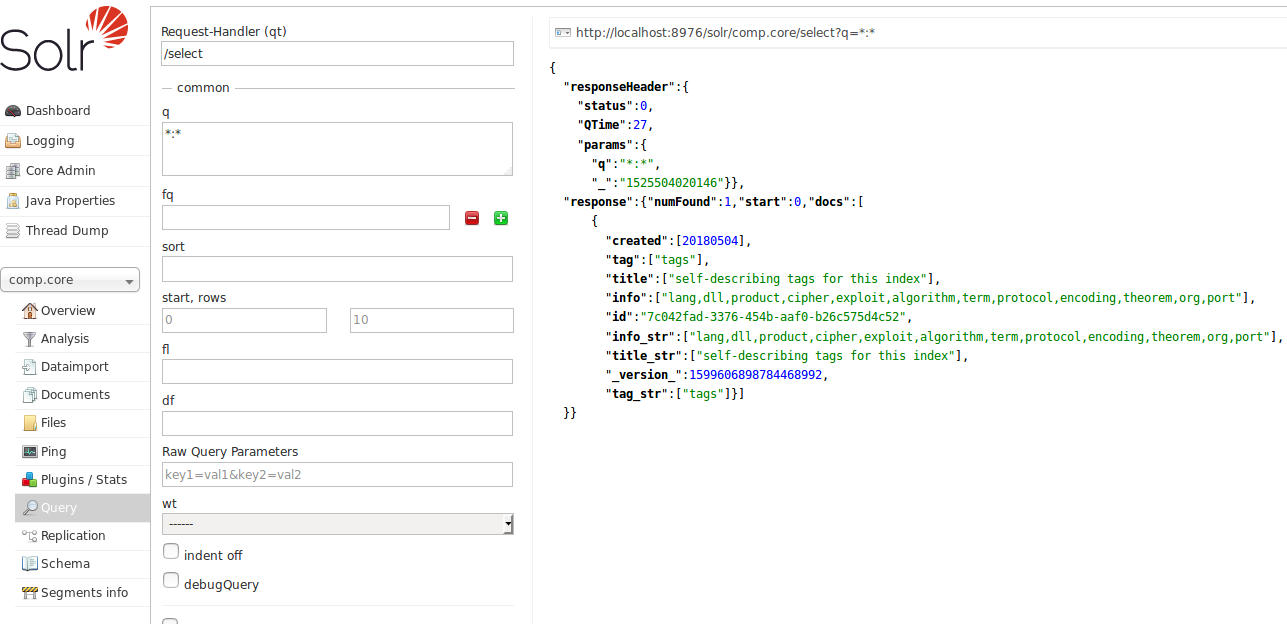 Solr
Dashboard
Logging
Core Admin
Java Properties
Thread Dump
comp.core
Overview
Analysis
Dataimport
Documents
Files
Ping
Plugins / Stats
Query
Replication
Schema
Segments info
Request-Handler (qt)
/select
common
q
*:*
fq
sort
start, rows
0 10
fl
df
Raw Query Parameters
key1=val1&key2=val2
wt
------
indent off
debugQuery
http://localhost:8976/solr/comp.core/select?q=*:*
{
"responseHeader":{
"status":0,
"QTime":27,
"params":{
"q":"*:*",
"_":"1525504020146"}},
"response":{"numFound":1,"start":0,"docs":[
{
"created":[20180504],
"tag":["tags"],
"title":["self-describing tags for this index"],
"info":["lang,dll,product,cipher,exploit,algorithm,term,protocol,encoding,theorem,org,port"],
"id":"7c042fad-3376-454b-aaf0-b26c575d4c52",
"info_str":["lang,dll,product,cipher,exploit,algorithm,term,protocol,encoding,theorem,org,port"],
"title_str":["self-describing tags for this index"],
"_version_":1599606898784468992,
"tag_str":["tags"]}]
}}